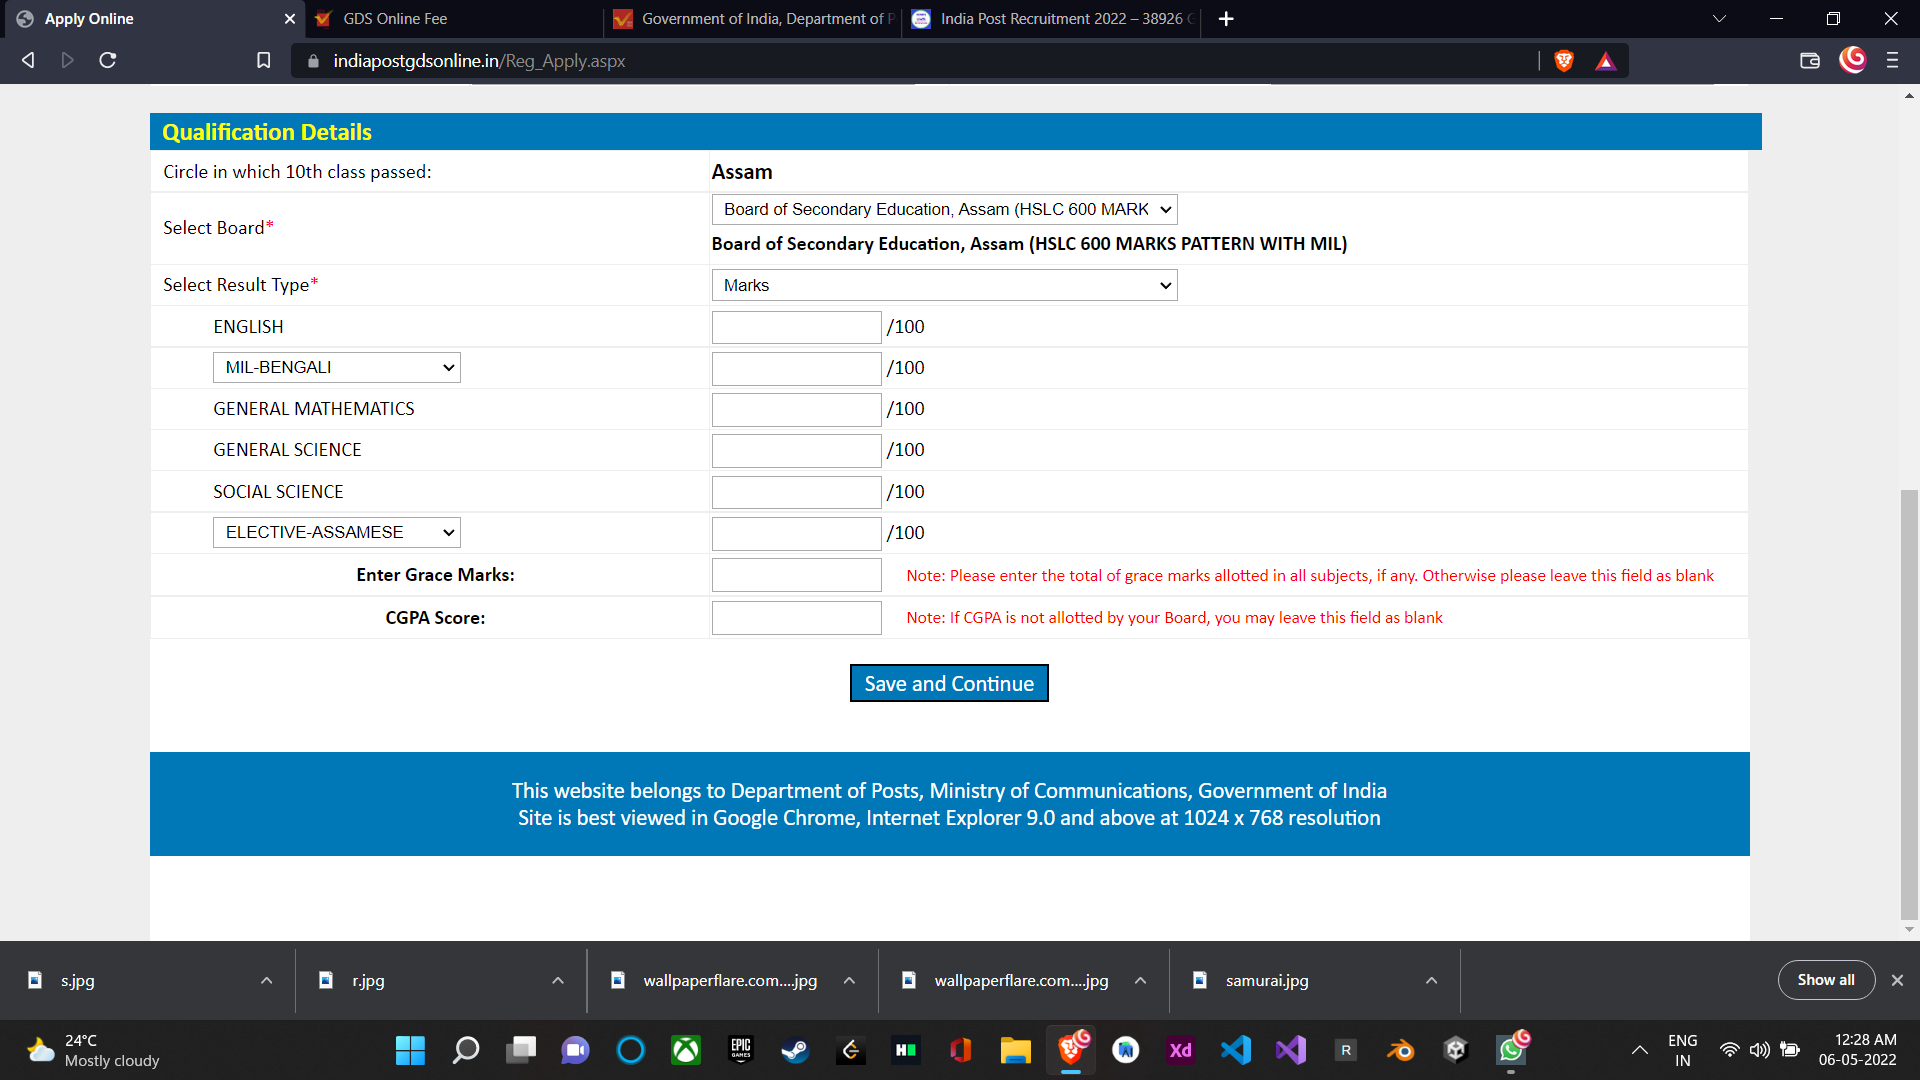 Apply Online
GDS Online Fee
Government of India, Department of P
India Post Recruitment 2022 – 38926 G
indiapostgdsonline.in/Reg_Apply.aspx
Qualification Details
Circle in which 10th class passed:
Assam
Select Board*
Board of Secondary Education, Assam (HSLC 600 MARK
Board of Secondary Education, Assam (HSLC 600 MARKS PATTERN WITH MIL)
Select Result Type*
Marks
ENGLISH
/100
MIL-BENGALI
/100
GENERAL MATHEMATICS
/100
GENERAL SCIENCE
/100
SOCIAL SCIENCE
/100
ELECTIVE-ASSAMESE
/100
Enter Grace Marks:
Note: Please enter the total of grace marks allotted in all subjects, if any. Otherwise please leave this field as blank
CGPA Score:
Note: If CGPA is not allotted by your Board, you may leave this field as blank
Save and Continue
This website belongs to Department of Posts, Ministry of Communications, Government of India
Site is best viewed in Google Chrome, Internet Explorer 9.0 and above at 1024 x 768 resolution
s.jpg
r.jpg
wallpaperflare.com....jpg
wallpaperflare.com....jpg
samurai.jpg
Show all
24°C
Mostly cloudy
EPIC
GAMES
Xd
R
ENG
IN
12:28 AM
06-05-2022